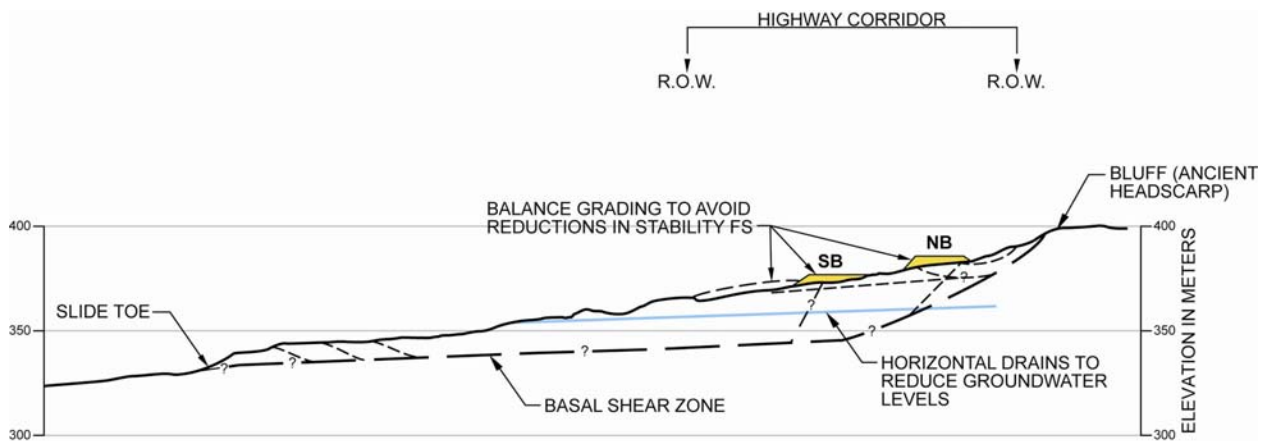 HIGHWAY CORRIDOR
R.O.W.
R.O.W.
BLUFF (ANCIENT
HEADSCARP)
BALANCE GRADING TO AVOID
REDUCTIONS IN STABILITY FS
400
400
SB
NB
?
?
SLIDE TOE
350
350
?
?
?
?
HORIZONTAL DRAINS TO
REDUCE GROUNDWATER
LEVELS
BASAL SHEAR ZONE
ELEVATION IN METERS
300
300